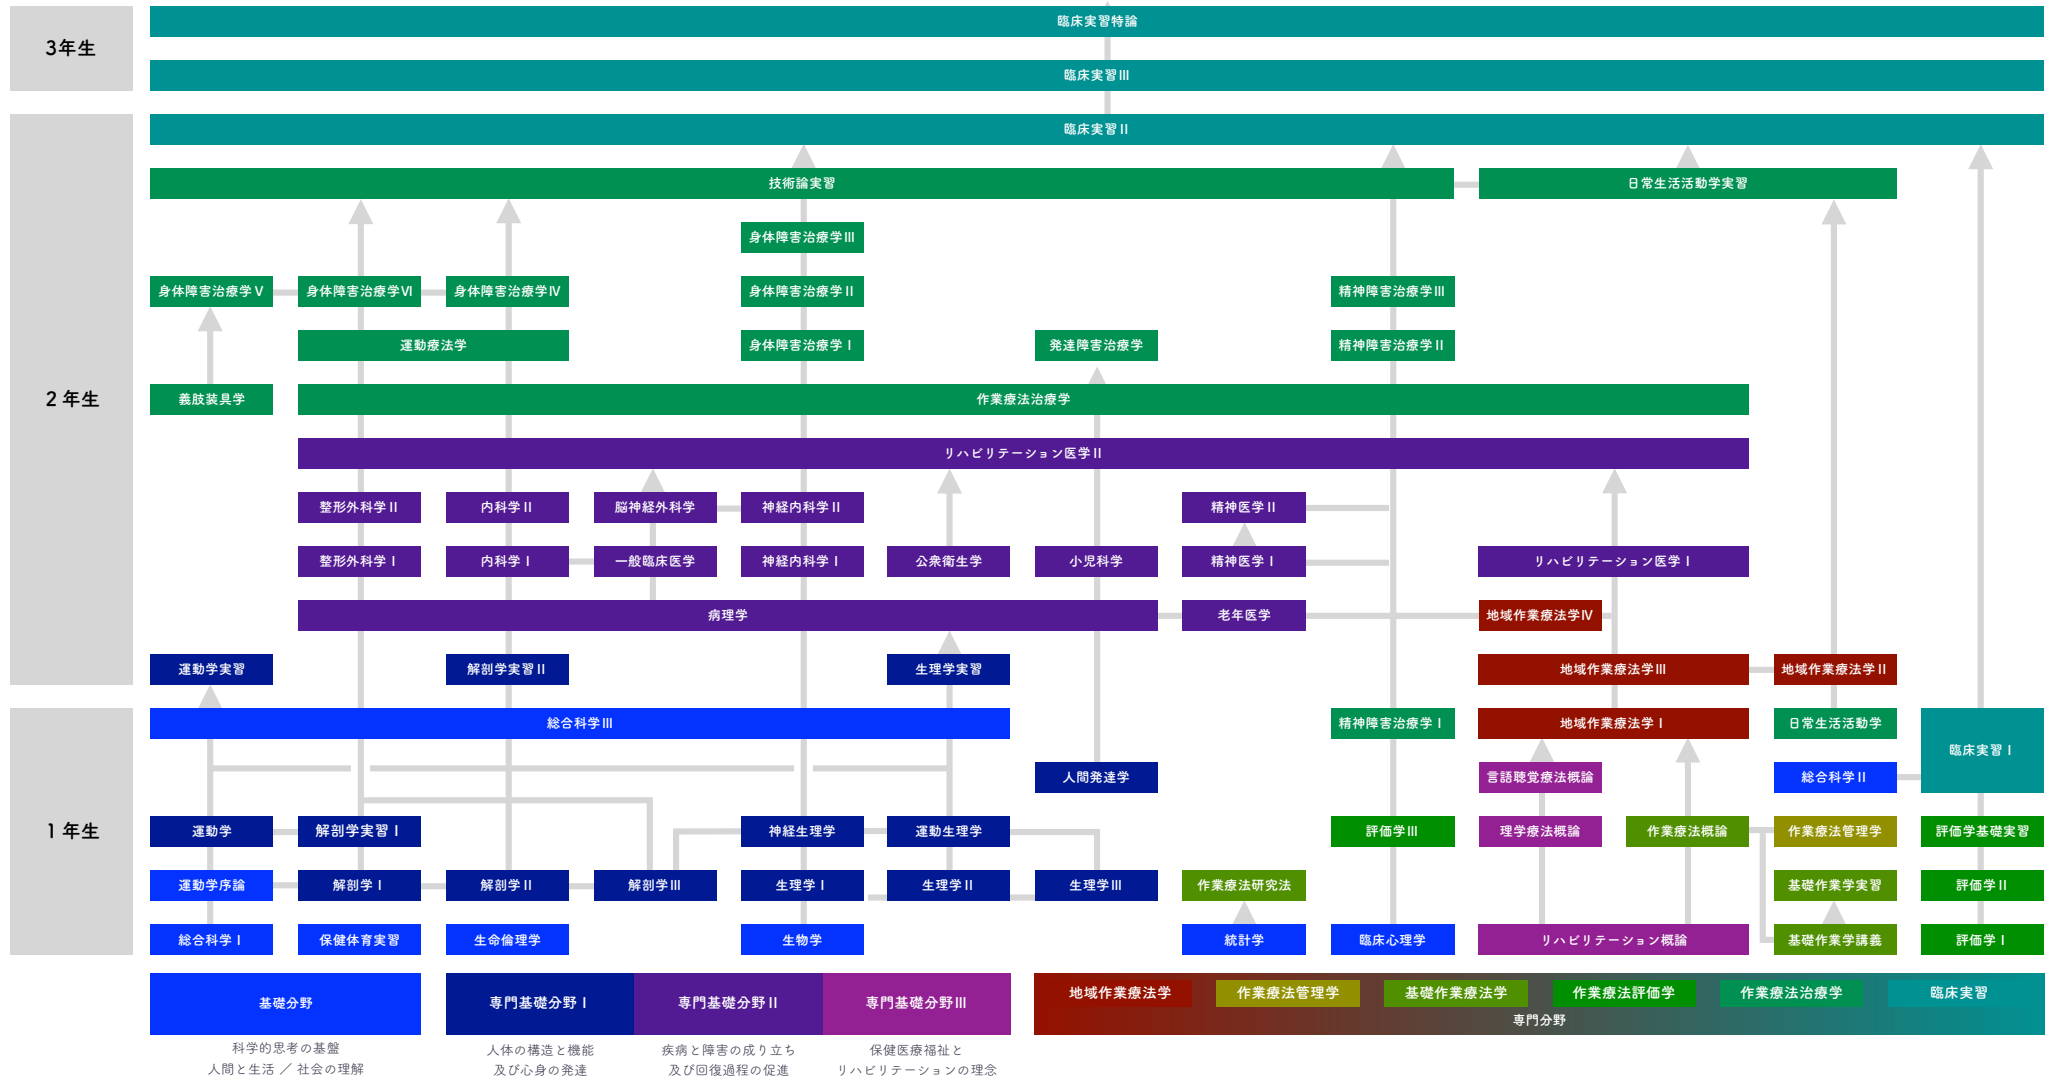 3年生
臨床実習特論
臨床実習Ⅲ
2年生
臨床実習Ⅱ
技術論実習
日常生活活動学実習
身体障害治療学Ⅲ
身体障害治療学Ⅴ
身体障害治療学Ⅵ
身体障害治療学Ⅳ
身体障害治療学Ⅱ
精神障害治療学Ⅲ
運動療法学
身体障害治療学Ⅰ
発達障害治療学
精神障害治療学Ⅱ
義肢装具学
作業療法治療学
リハビリテーション医学Ⅱ
整形外科学Ⅱ
内科学Ⅱ
脳神経外科学
神経内科学Ⅱ
精神医学Ⅱ
整形外科学Ⅰ
内科学Ⅰ
一般臨床医学
神経内科学Ⅰ
公衆衛生学
小児科学
精神医学Ⅰ
リハビリテーション医学Ⅰ
病理学
老年医学
地域作業療法学Ⅳ
運動学実習
解剖学実習Ⅱ
生理学実習
地域作業療法学Ⅲ
地域作業療法学Ⅱ
1年生
総合科学Ⅲ
精神障害治療学Ⅰ
地域作業療法学Ⅰ
日常生活活動学
臨床実習Ⅰ
人間発達学
言語聴覚療法概論
総合科学Ⅱ
運動学
解剖学実習Ⅰ
神経生理学
運動生理学
評価学Ⅲ
理学療法概論
作業療法概論
作業療法管理学
評価学基礎実習
運動学序論
解剖学Ⅰ
解剖学Ⅱ
解剖学Ⅲ
生理学Ⅰ
生理学Ⅱ
生理学Ⅲ
作業療法研究法
基礎作業学実習
評価学Ⅱ
総合科学Ⅰ
保健体育実習
生命倫理学
生物学
統計学
臨床心理学
リハビリテーション概論
基礎作業学講義
評価学Ⅰ
基礎分野
専門基礎分野Ⅰ
専門基礎分野Ⅱ
専門基礎分野Ⅲ
地域作業療法学
作業療法管理学
基礎作業療法学
作業療法評価学
作業療法治療学
臨床実習
専門分野
科学的思考の基盤
人間と生活 ／ 社会の理解
人体の構造と機能
及び心身の発達
疾病と障害の成り立ち
及び回復過程の促進
保健医療福祉と
リハビリテーションの理念